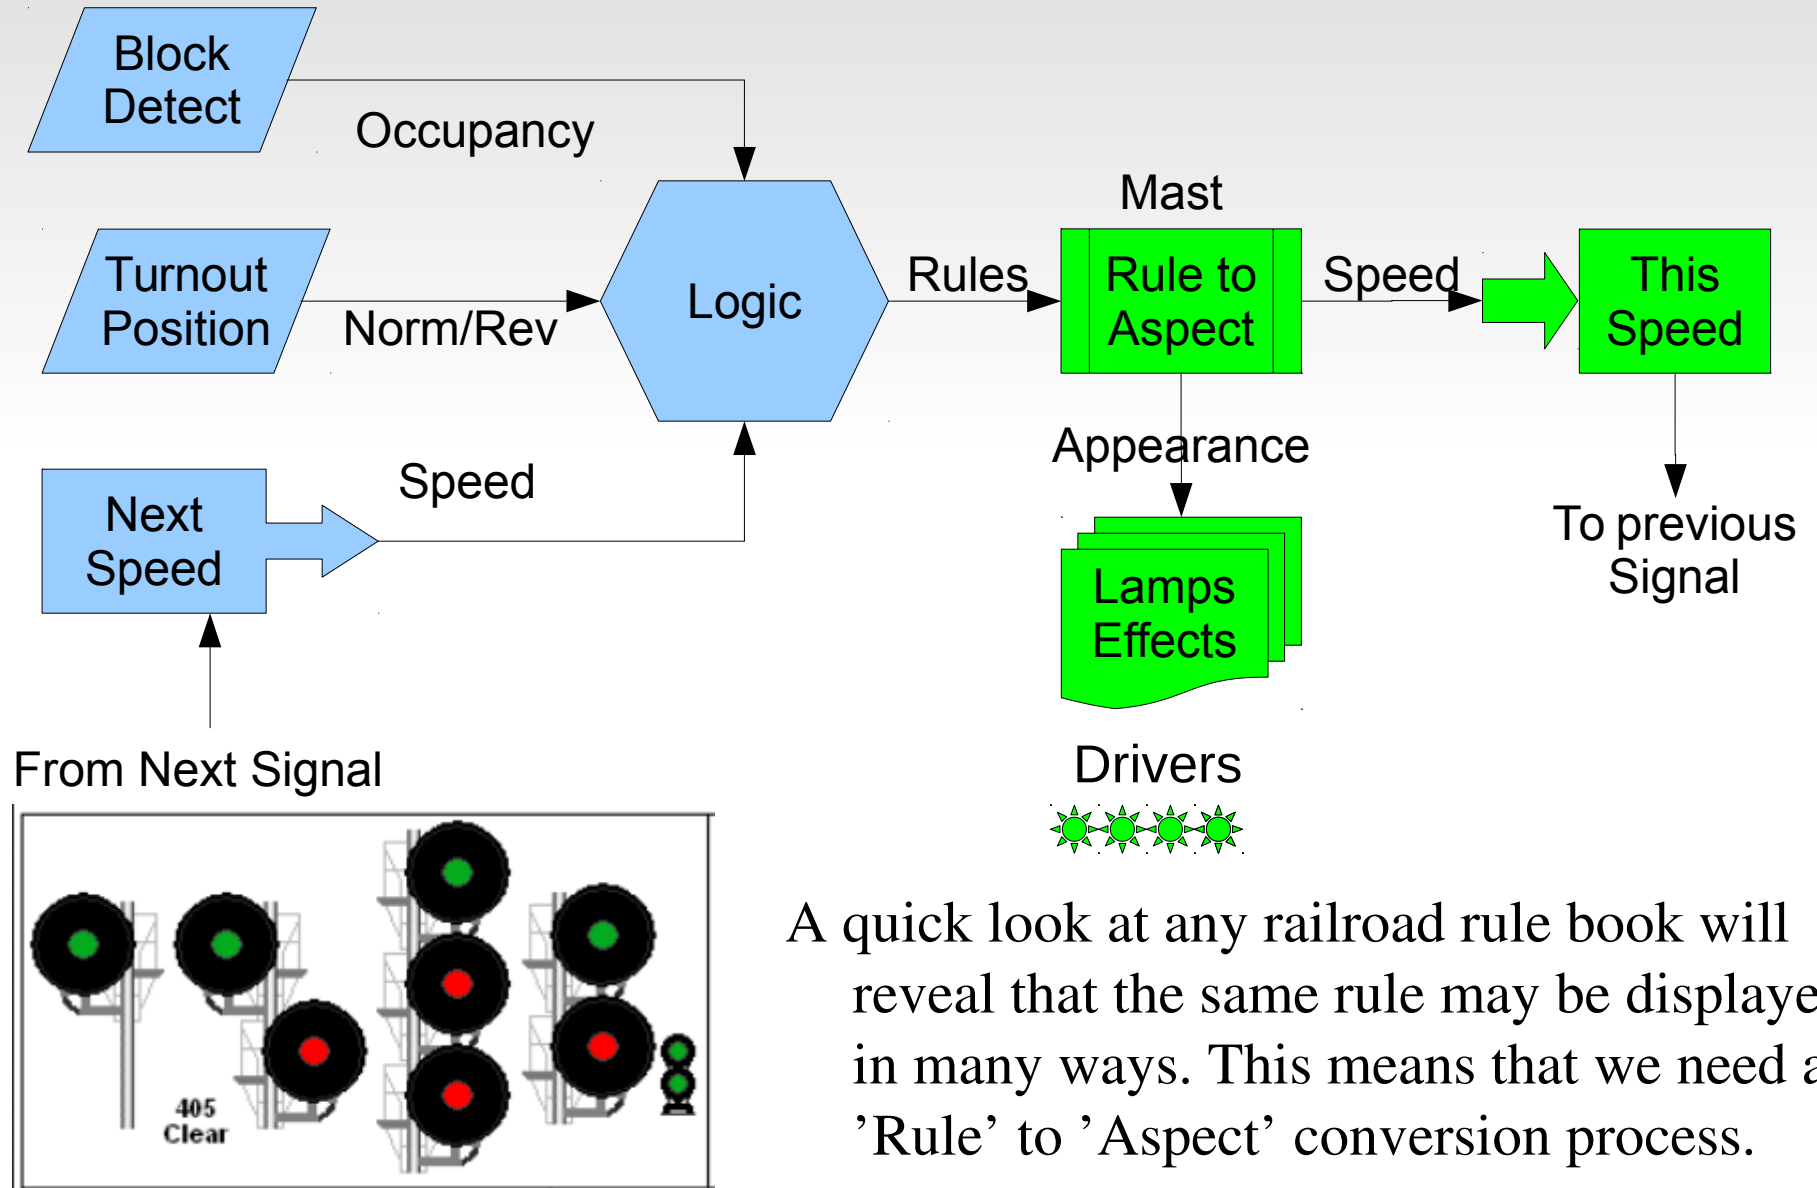 Block
Detect
Occupancy
Turnout
Position
Norm/Rev
Logic
Rules
Mast
Rule to
Aspect
Speed
This
Speed
Next
Speed
Speed
Appearance
Lamps
Effects
To previous
Signal
From Next Signal
Drivers
405
Clear
A quick look at any railroad rule book will
reveal that the same rule may be displaye
in many ways. This means that we need a
’Rule’ to ’Aspect’ conversion process.